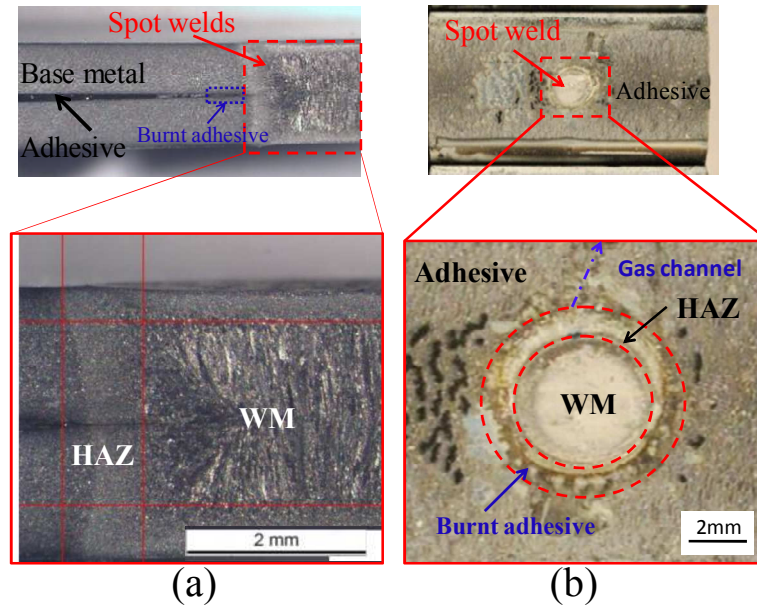 Spot welds
Base metal
Adhesive
Burnt adhesive
Spot weld
Adhesive
HAZ
WM
2 mm
Adhesive
Gas channel
HAZ
WM
Burnt adhesive
2mm
(a)
(b)